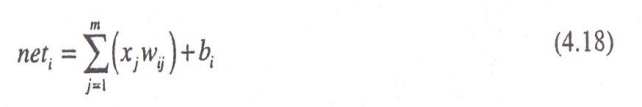 net_i = \sum_{j=1}^{m} (x_j w_{ij}) + b_i (4.18)